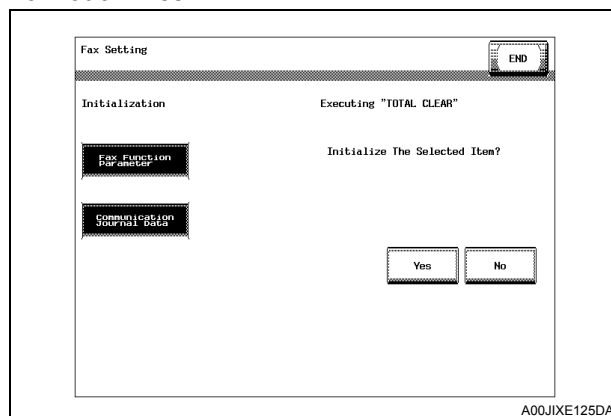 Fax Setting
END
Initialization
Executing "TOTAL CLEAR"
Fax Function
Parameter
Initialize The Selected Item?
Communication
Journal Data
Yes
No
A00JIXE125DA